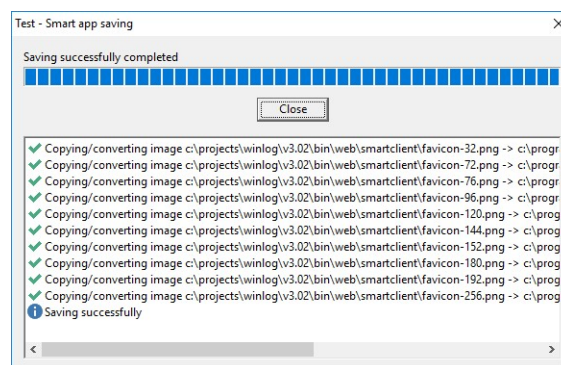 Test - Smart app saving
Saving successfully completed
Close
Copying/converting image c:\projects\winlog\v3.02\bin\web\smartclient\favicon-32.png -> c:\progr
Copying/converting image c:\projects\winlog\v3.02\bin\web\smartclient\favicon-72.png -> c:\progr
Copying/converting image c:\projects\winlog\v3.02\bin\web\smartclient\favicon-76.png -> c:\progr
Copying/converting image c:\projects\winlog\v3.02\bin\web\smartclient\favicon-96.png -> c:\progr
Copying/converting image c:\projects\winlog\v3.02\bin\web\smartclient\favicon-120.png -> c:\prog
Copying/converting image c:\projects\winlog\v3.02\bin\web\smartclient\favicon-144.png -> c:\prog
Copying/converting image c:\projects\winlog\v3.02\bin\web\smartclient\favicon-152.png -> c:\prog
Copying/converting image c:\projects\winlog\v3.02\bin\web\smartclient\favicon-180.png -> c:\prog
Copying/converting image c:\projects\winlog\v3.02\bin\web\smartclient\favicon-192.png -> c:\prog
Copying/converting image c:\projects\winlog\v3.02\bin\web\smartclient\favicon-256.png -> c:\prog
Saving successfully